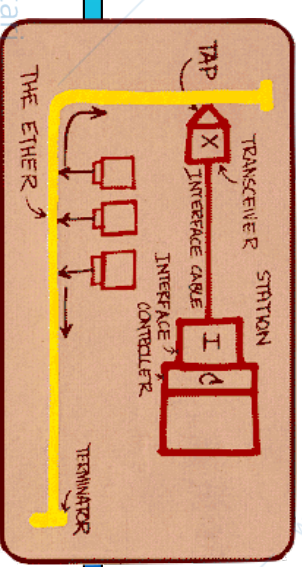 STATION
TRANSCEIVER
TAP
INTERFACE CABLE
X
I
C
INTERFACE
CONTROLLER
THE ETHER
TERMINATOR